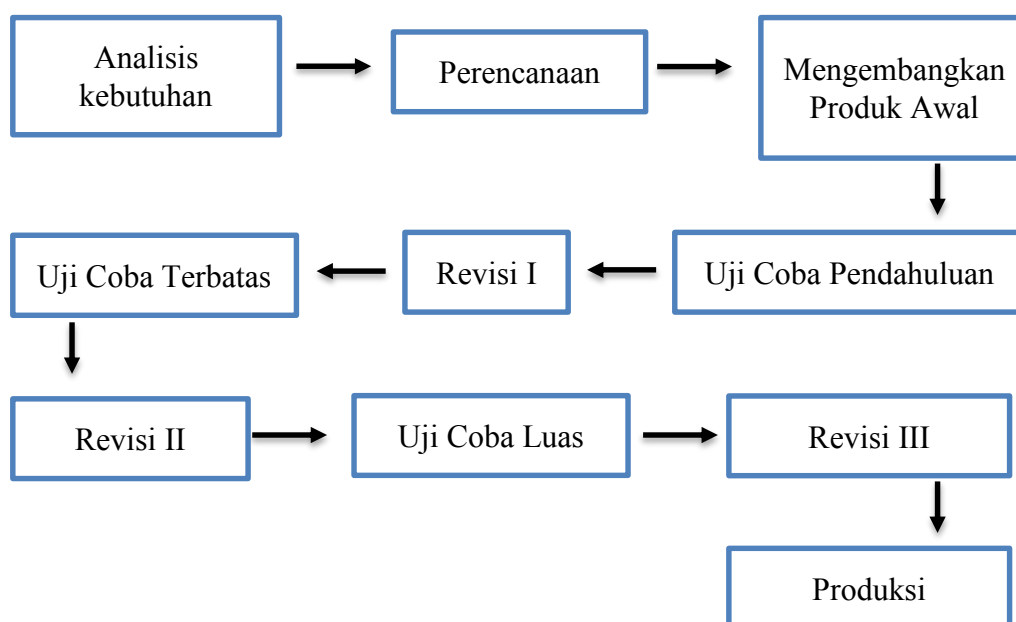 Analisis
kebutuhan
Perencanaan
Mengembangkan
Produk Awal
Uji Coba Pendahuluan
Revisi I
Uji Coba Terbatas
Revisi II
Uji Coba Luas
Revisi III
Produksi